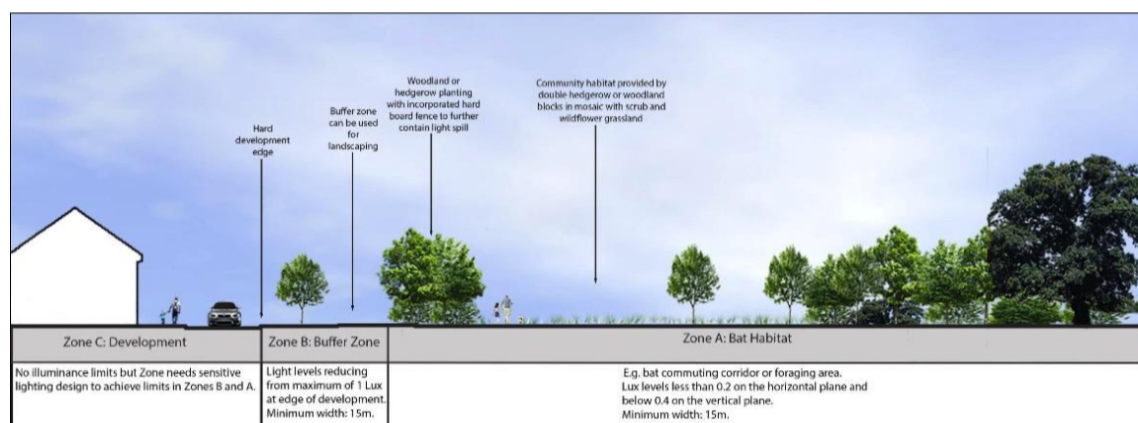 Woodland or
hedgerow planting
with incorporated hard
board fence to further
contain light spill
Community habitat provided by
double hedgerow or woodland
blocks in mosaic with scrub and
wildflower grassland
Buffer zone
can be used
for
landscaping
Hard
development
edge
Zone C: Development
Zone B: Buffer Zone
Zone A: Bat Habitat
No illuminance limits but Zone needs sensitive
lighting design to achieve limits in Zones B and A.
Light levels reducing
from maximum of 1 Lux
at edge of development.
Minimum width: 15m.
E.g. bat commuting corridor or foraging area.
Lux levels less than 0.2 on the horizontal plane and
below 0.4 on the vertical plane.
Minimum width: 15m.